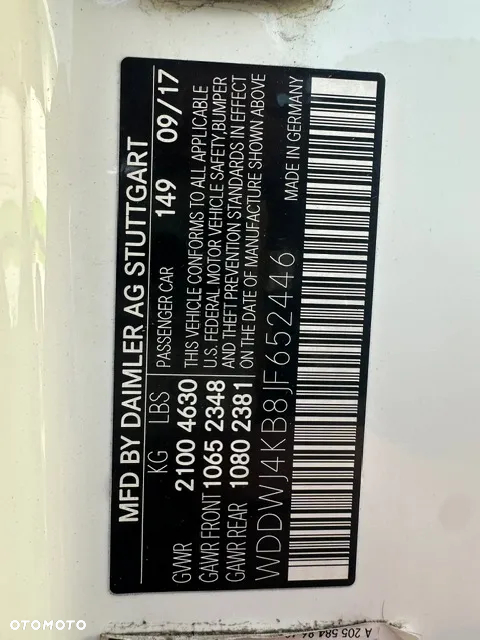 MFD BY DAIMLER AG STUTTGART
KG LBS PASSENGER CAR 149 09/17
GVWR 2100 4630 THIS VEHICLE CONFORMS TO ALL APPLICABLE
GAWR FRONT 1065 2348 U.S. FEDERAL MOTOR VEHICLE SAFETY, BUMPER
GAWR REAR 1080 2381 AND THEFT PREVENTION STANDARDS IN EFFECT
ON THE DATE OF MANUFACTURE SHOWN ABOVE
WDDWJ4KB8JF652446 MADE IN GERMANY
A 205 584
OTOMOTO